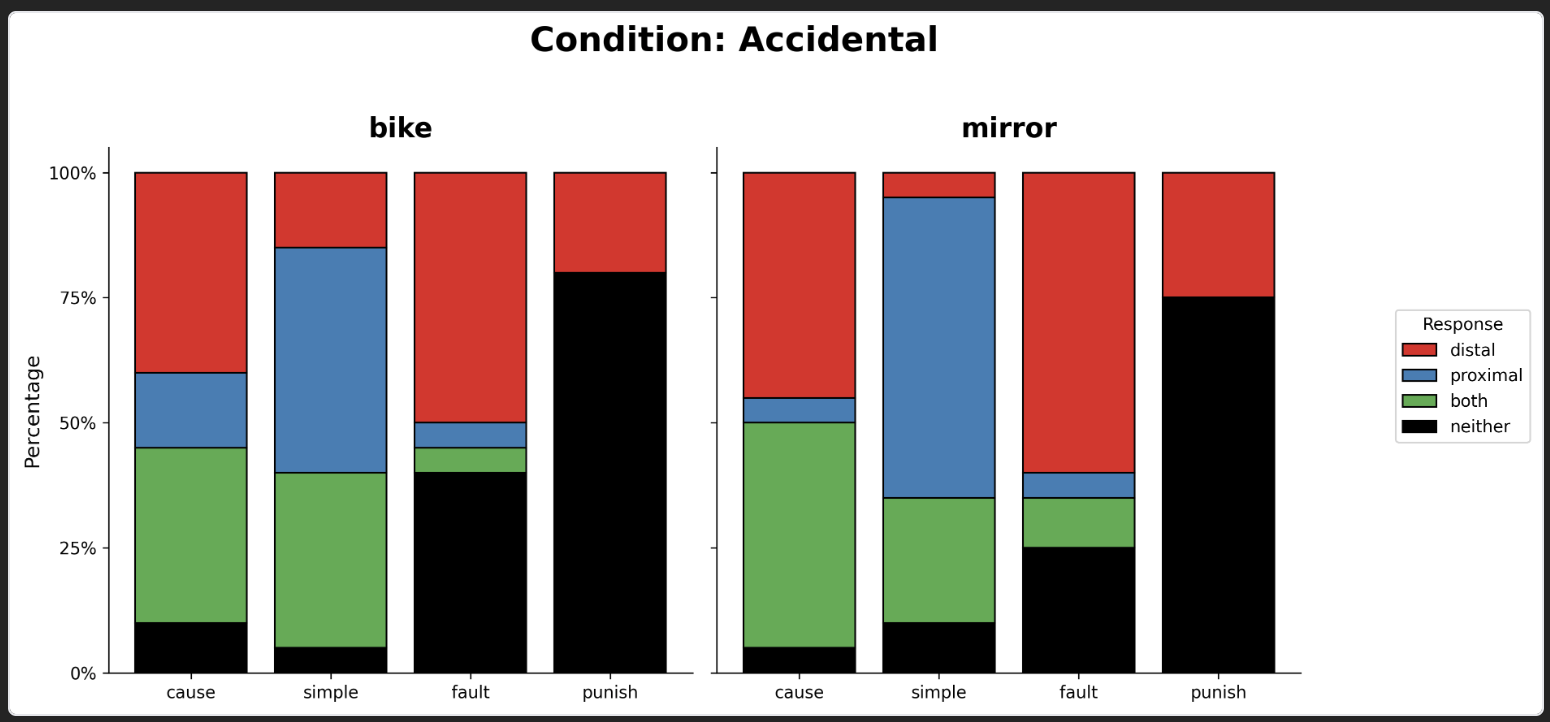 Condition: Accidental
bike
mirror
100%
75%
50%
25%
0%
Percentage
cause simple fault punish
cause simple fault punish
Response
distal
proximal
both
neither